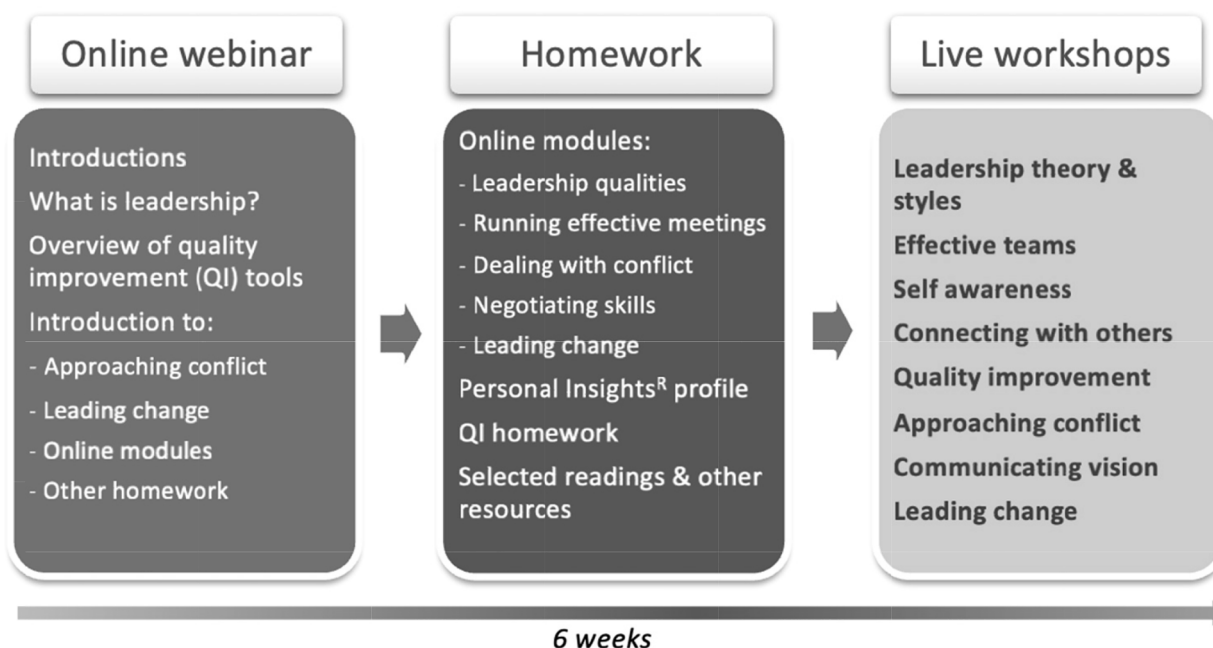 Online webinar
Introductions
What is leadership?
Overview of quality
improvement (QI) tools
Introduction to:
- Approaching conflict
- Leading change
- Online modules
- Other homework
Homework
Online modules:
- Leadership qualities
- Running effective meetings
- Dealing with conflict
- Negotiating skills
- Leading change
Personal Insightsᴿ profile
QI homework
Selected readings & other
resources
Live workshops
Leadership theory &
styles
Effective teams
Self awareness
Connecting with others
Quality improvement
Approaching conflict
Communicating vision
Leading change
6 weeks